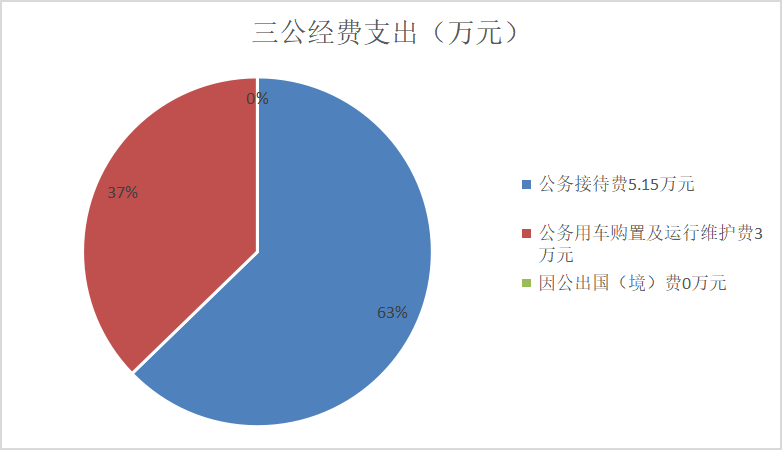 三公经费支出（万元）
0%
37%
63%
公务接待费5.15万元
公务用车购置及运行维护费3
万元
因公出国（境）费0万元